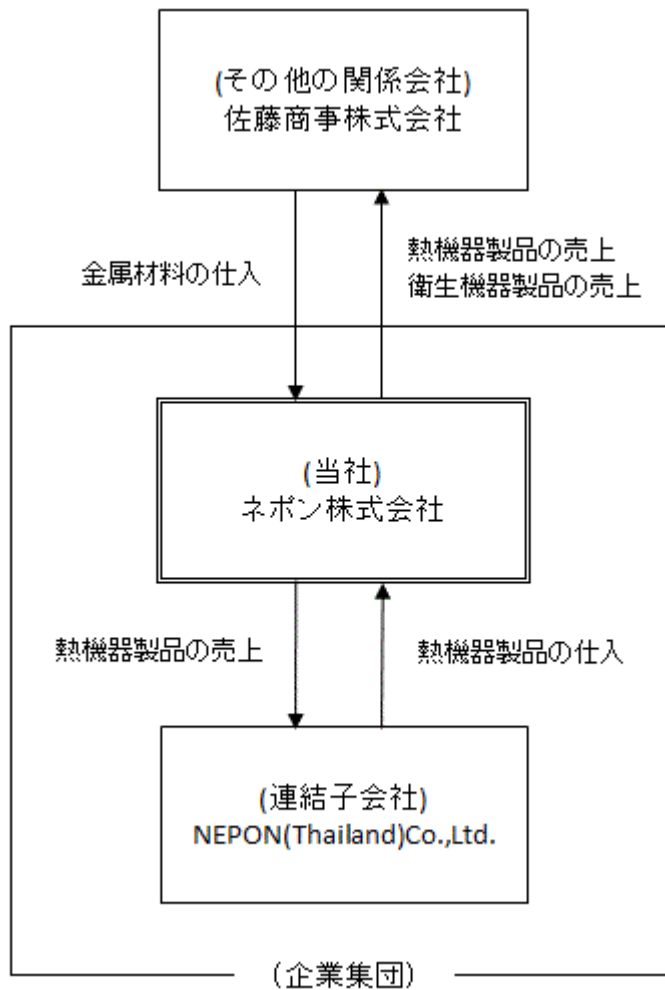 (その他の関係会社)
佐藤商事株式会社
金属材料の仕入
熱機器製品の売上
衛生機器製品の売上
(当社)
ネポン株式会社
熱機器製品の売上
熱機器製品の仕入
(連結子会社)
NEPON(Thailand)Co.,Ltd.
(企業集団)